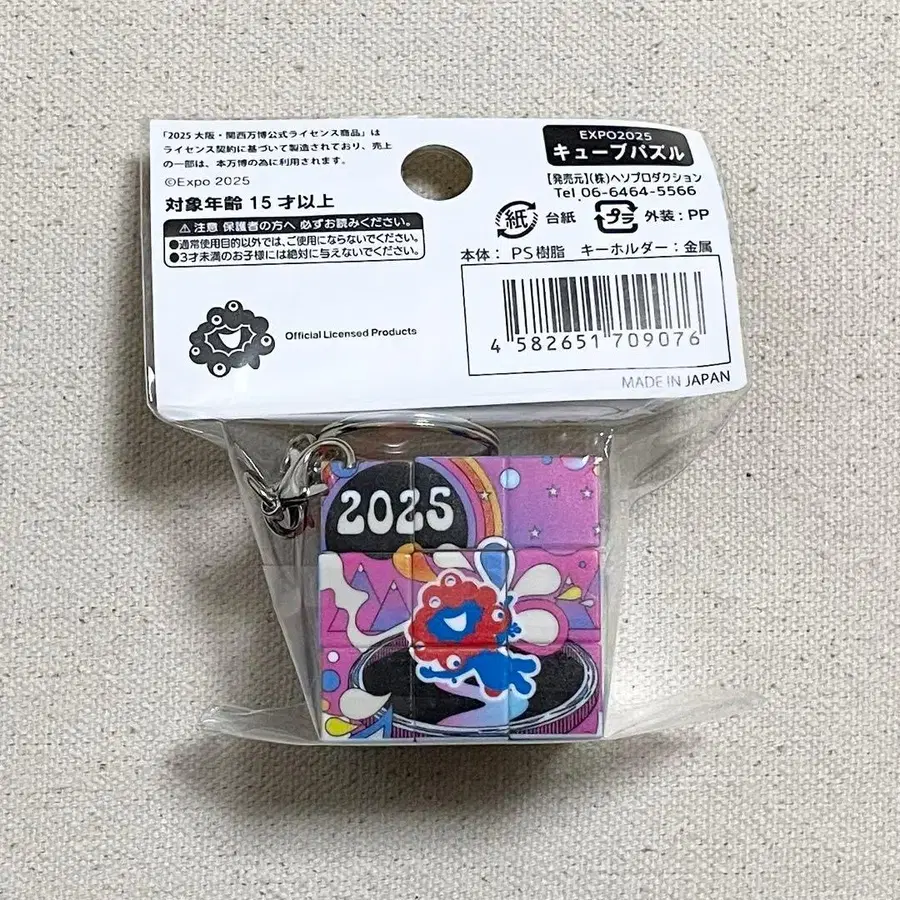 「2025 大阪・関西万博公式ライセンス商品」は
ライセンス契約に基づいて製造されており、売上
の一部は、本万博の為に利用されます。
©Expo 2025
対象年齢 15 才以上
⚠ 注意 保護者の方へ 必ずお読みください。
●通常使用目的以外では、ご使用にならないでください。
●3才未満のお子様には絶対に与えないでください。
Official Licensed Products
EXPO2025
キューブパズル
【発売元】(株)ヘソプロダクション
Tel 06-6464-5566
紙 台紙 プラ 外装：PP
本体： PS樹脂 キーホルダー：金属
4 582651 709076
MADE IN JAPAN
2025